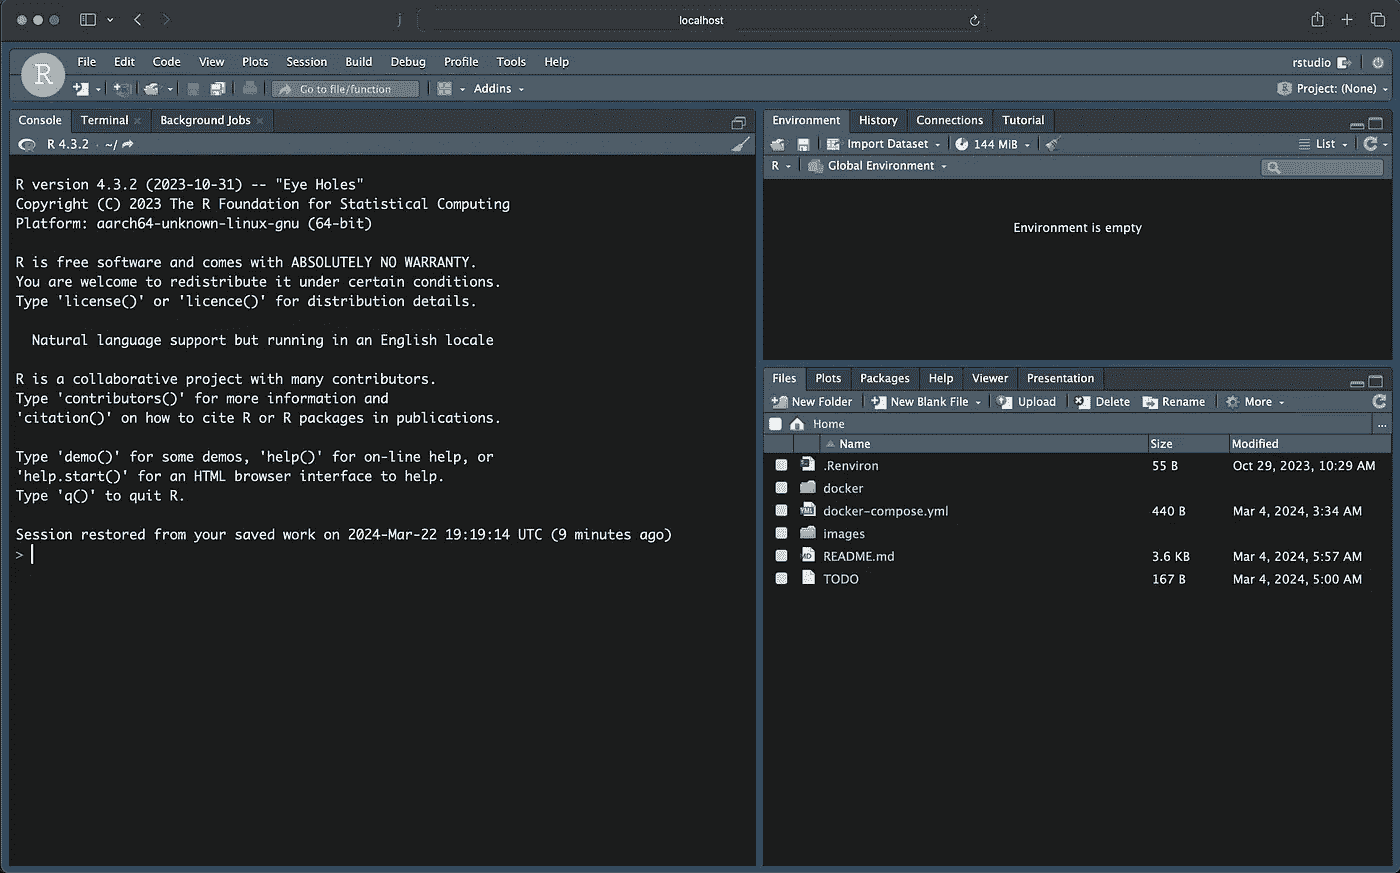 localhost
R
File Edit Code View Plots Session Build Debug Profile Tools Help
rstudio
Go to file/function
Addins
Project: (None)
Console Terminal Background Jobs
R 4.3.2 · ~/
R version 4.3.2 (2023-10-31) -- "Eye Holes"
Copyright (C) 2023 The R Foundation for Statistical Computing
Platform: aarch64-unknown-linux-gnu (64-bit)
R is free software and comes with ABSOLUTELY NO WARRANTY.
You are welcome to redistribute it under certain conditions.
Type 'license()' or 'licence()' for distribution details.
Natural language support but running in an English locale
R is a collaborative project with many contributors.
Type 'contributors()' for more information and
'citation()' on how to cite R or R packages in publications.
Type 'demo()' for some demos, 'help()' for on-line help, or
'help.start()' for an HTML browser interface to help.
Type 'q()' to quit R.
Session restored from your saved work on 2024-Mar-22 19:19:14 UTC (9 minutes ago)
>
Environment History Connections Tutorial
Import Dataset 144 MiB List
R Global Environment
Environment is empty
Files Plots Packages Help Viewer Presentation
New Folder New Blank File Upload Delete Rename More
Home ...
Name Size Modified
.Renviron 55 B Oct 29, 2023, 10:29 AM
docker
docker-compose.yml 440 B Mar 4, 2024, 3:34 AM
images
README.md 3.6 KB Mar 4, 2024, 5:57 AM
TODO 167 B Mar 4, 2024, 5:00 AM